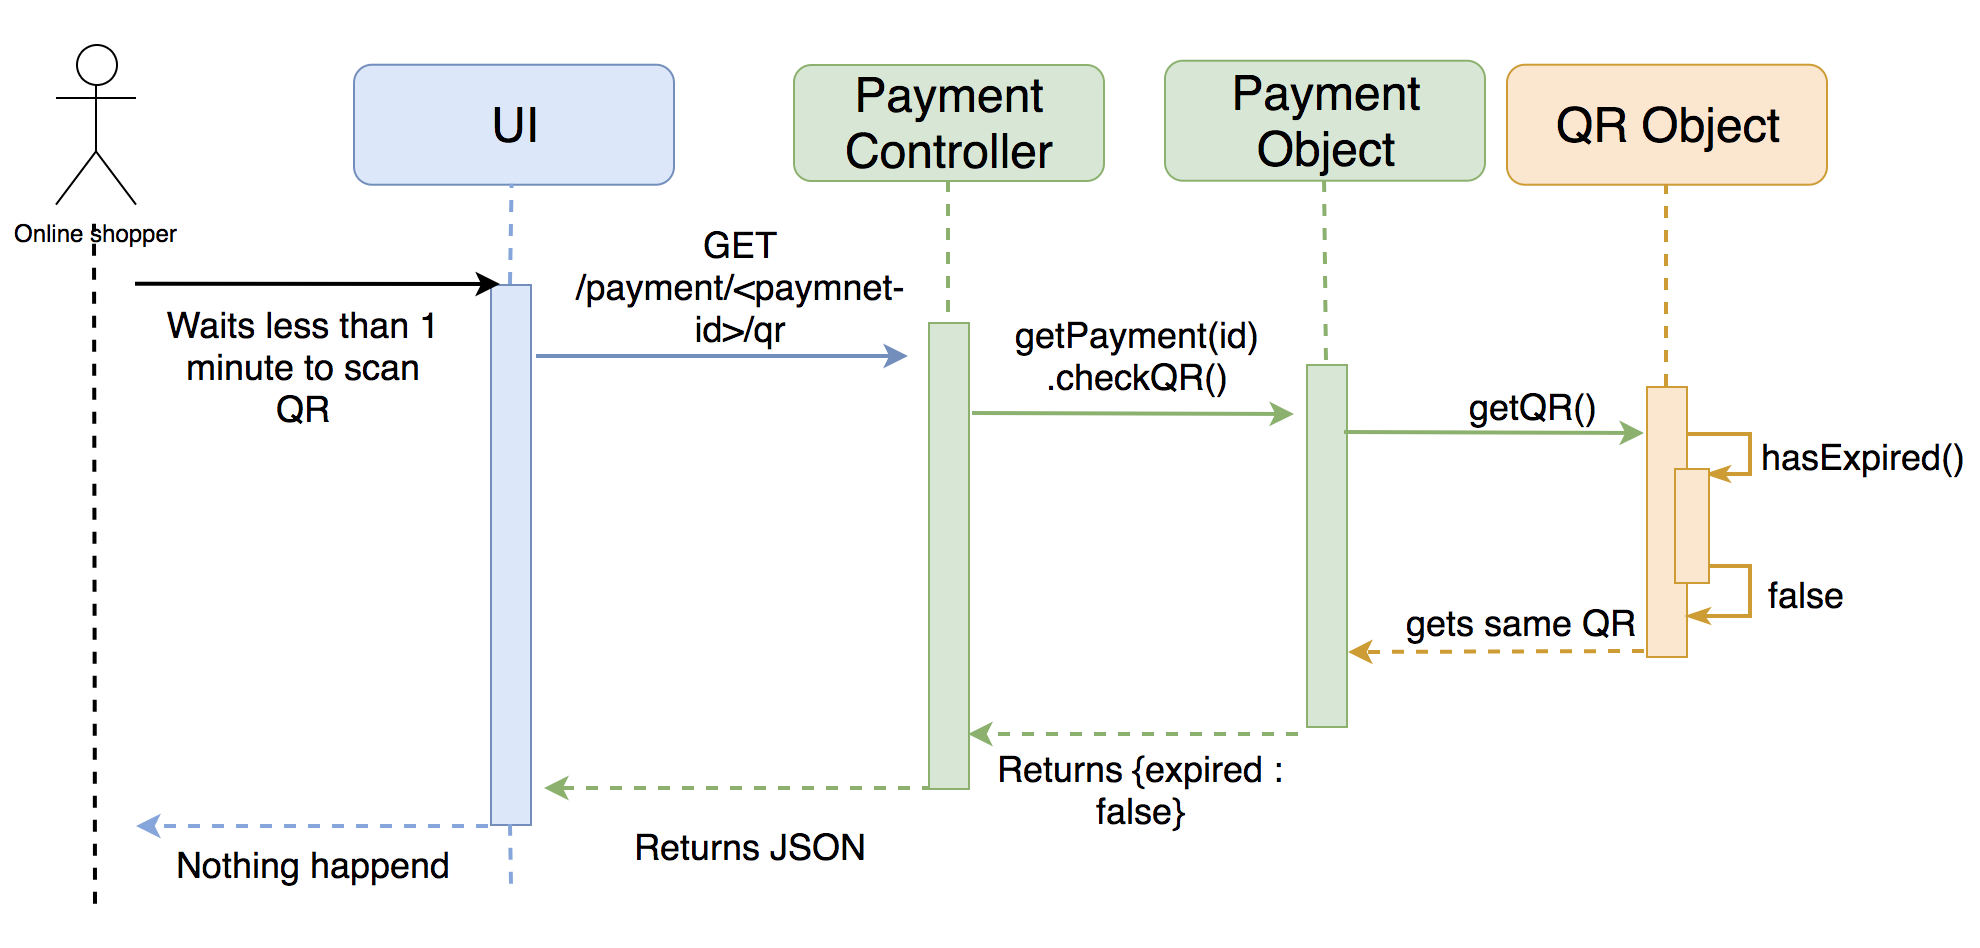 UI
Payment
Controller
Payment
Object
QR Object
Online shopper
GET
/payment/<paymnet-
id>/qr
Waits less than 1
minute to scan
QR
getPayment(id)
.checkQR()
getQR()
hasExpired()
false
gets same QR
Returns {expired :
false}
Returns JSON
Nothing happend